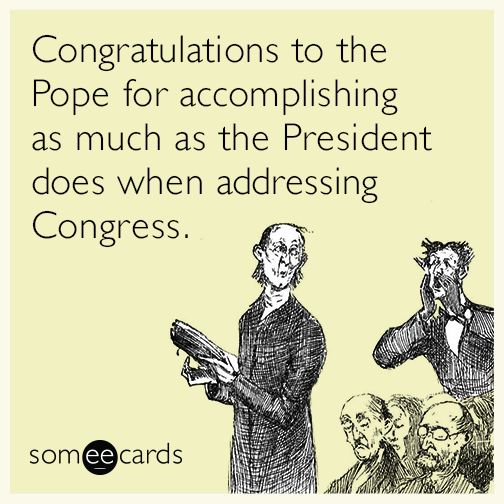 Congratulations to the
Pope for accomplishing
as much as the President
does when addressing
Congress.
someecards